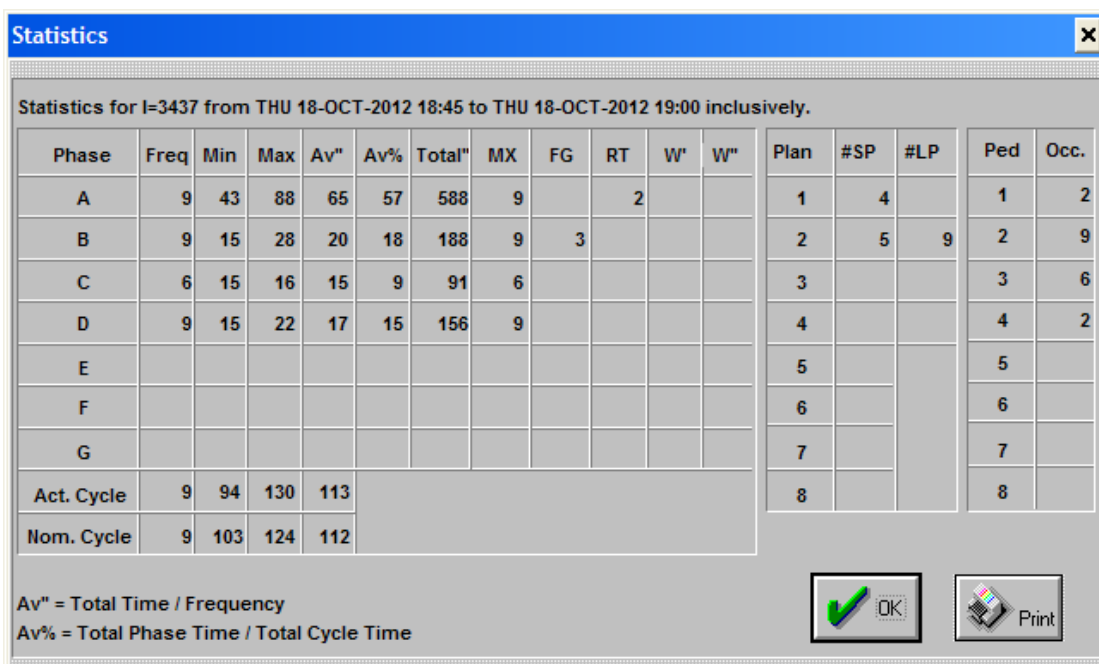 Statistics
Statistics for I=3437 from THU 18-OCT-2012 18:45 to THU 18-OCT-2012 19:00 inclusively.
Phase Freq Min Max Av" Av% Total" MX FG RT W' W" Plan #SP #LP Ped Occ.
A 9 43 88 65 57 588 9 2 1 4 1 2
B 9 15 28 20 18 188 9 3 2 5 9 2 9
C 6 15 16 15 9 91 6 3 3 6
D 9 15 22 17 15 156 9 4 4 2
E 5 5
F 6 6
G 7 7
Act. Cycle 9 94 130 113 8 8
Nom. Cycle 9 103 124 112
Av" = Total Time / Frequency
Av% = Total Phase Time / Total Cycle Time
OK
Print